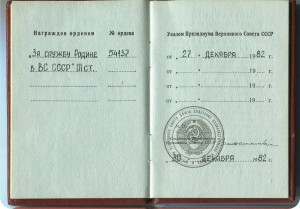 Награжден орденом № ордена
„За службу Родине 54137
в ВС СССР" III ст.
Указом Президиума Верховного Совета СССР
от „27" ДЕКАБРЯ 1982 г.
от „ " 19 г.
от „ " 19 г.
от „ " 19 г.
„30" ДЕКАБРЯ 1982 г.